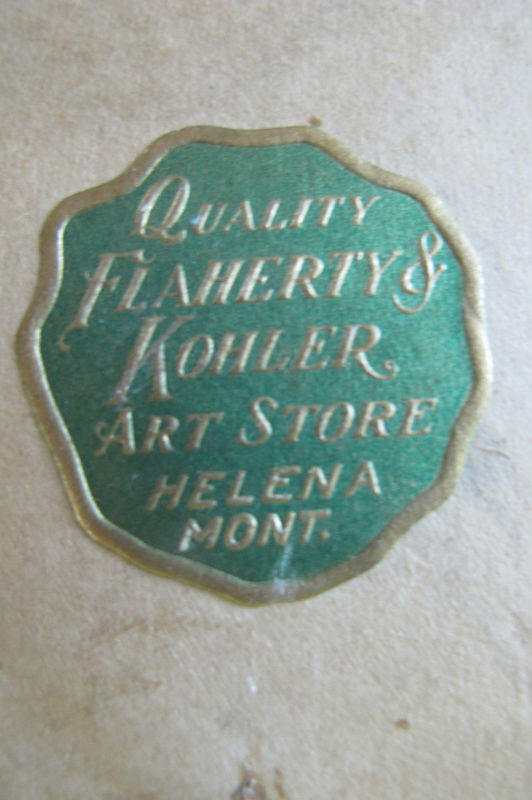 QUALITY
FLAHERTY &
KOHLER
ART STORE
HELENA
MONT.